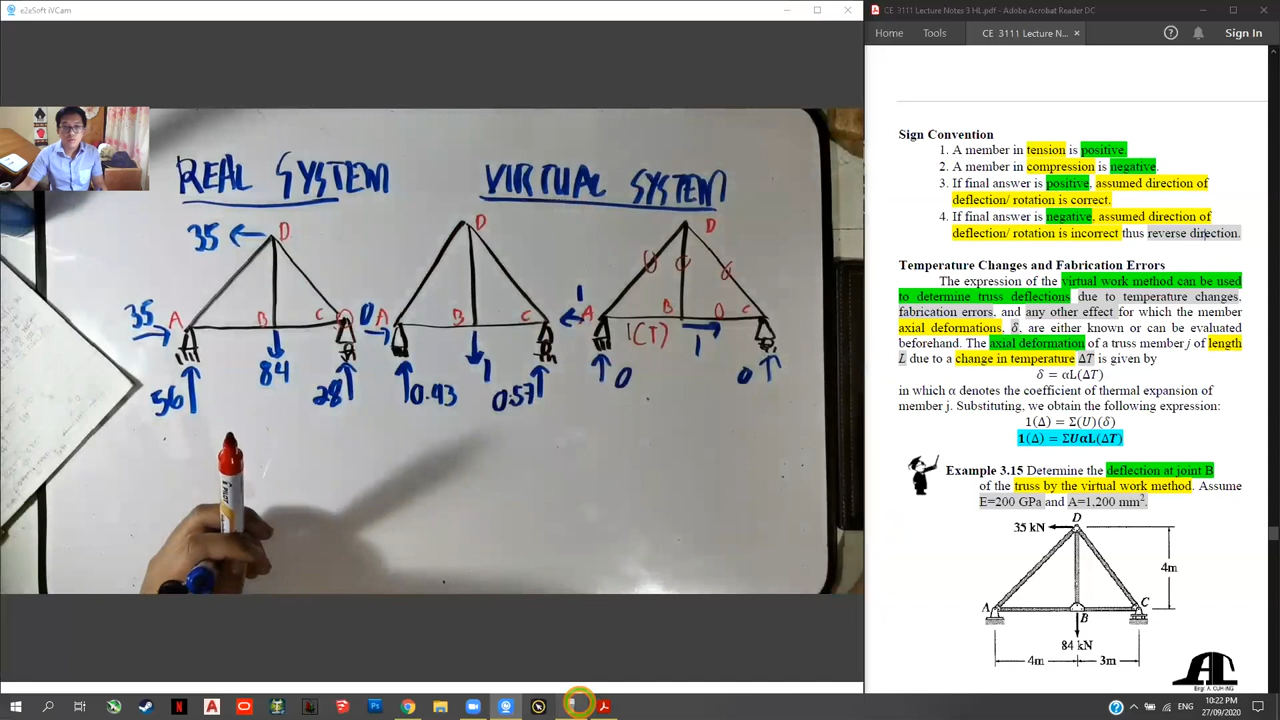 e2eSoft iVCam
CE 3111 Lecture Notes 3 HL.pdf - Adobe Acrobat Reader DC
Home Tools CE 3111 Lecture N... Sign In
REAL SYSTEM
VIRTUAL SYSTEM
35
D
35
A
B
C
84
56
28
D
0
A
B
C
1
0.43
0.57
D
0
0
0
1
A
B
0
C
1(T)
1
0
0
Sign Convention
1. A member in tension is positive.
2. A member in compression is negative.
3. If final answer is positive, assumed direction of
deflection/ rotation is correct.
4. If final answer is negative, assumed direction of
deflection/ rotation is incorrect thus reverse direction.
Temperature Changes and Fabrication Errors
The expression of the virtual work method can be used
to determine truss deflections due to temperature changes,
fabrication errors, and any other effect for which the member
axial deformations, δ, are either known or can be evaluated
beforehand. The axial deformation of a truss member j of length
L due to a change in temperature ΔT is given by
δ = αL(ΔT)
in which α denotes the coefficient of thermal expansion of
member j. Substituting, we obtain the following expression:
1(Δ) = Σ(U)(δ)
1(Δ) = ΣUαL(ΔT)
Example 3.15 Determine the deflection at joint B
of the truss by the virtual work method. Assume
E=200 GPa and A=1,200 mm².
D
35 kN
4m
A
C
B
84 kN
4m
3m
Engr. A. CUHING
10:22 PM
27/09/2020